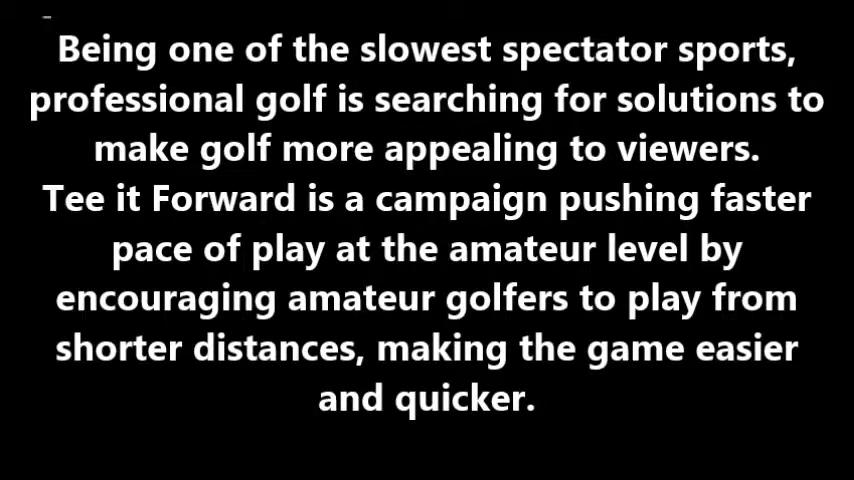 Being one of the slowest spectator sports,
professional golf is searching for solutions to
make golf more appealing to viewers.
Tee it Forward is a campaign pushing faster
pace of play at the amateur level by
encouraging amateur golfers to play from
shorter distances, making the game easier
and quicker.